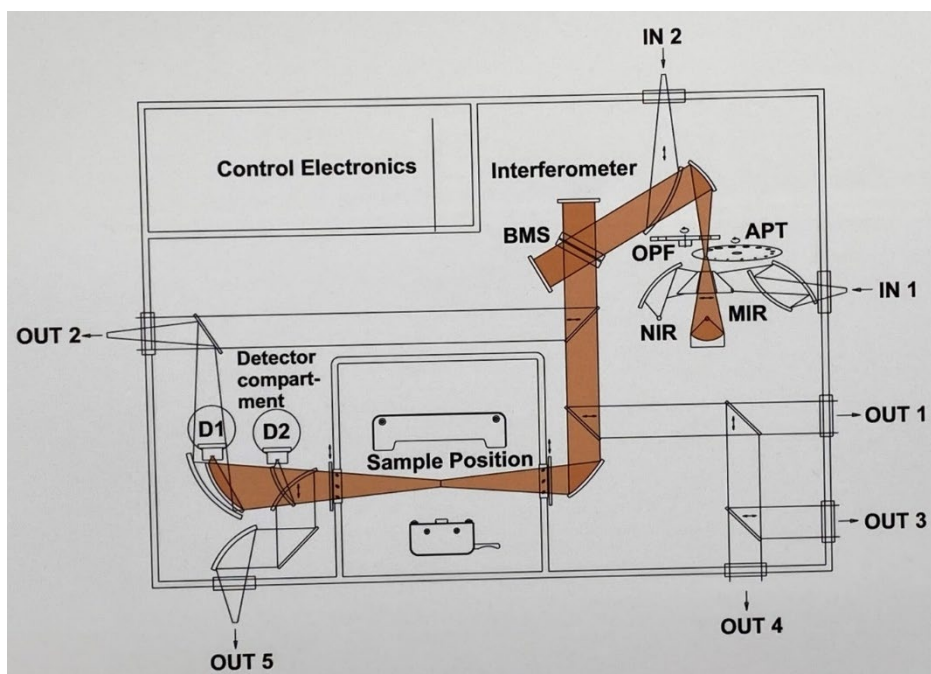 IN 2
Control Electronics
Interferometer
BMS
OPF
APT
IN 1
NIR
MIR
OUT 2
Detector
compart-
ment
D1
D2
Sample Position
OUT 1
OUT 3
OUT 4
OUT 5